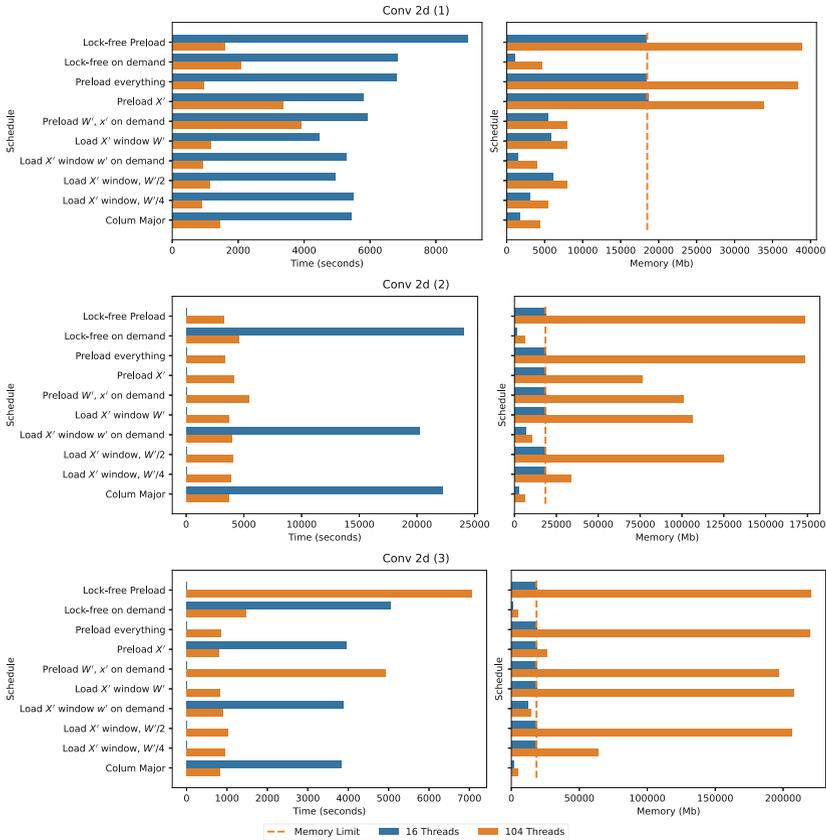 Conv 2d (1)
Schedule
Lock-free Preload
Lock-free on demand
Preload everything
Preload X′
Preload W′, x′ on demand
Load X′ window W′
Load X′ window w′ on demand
Load X′ window, W′/2
Load X′ window, W′/4
Colum Major
0 2000 4000 6000 8000
Time (seconds)
Schedule
0 5000 10000 15000 20000 25000 30000 35000 40000
Memory (Mb)
Conv 2d (2)
Schedule
Lock-free Preload
Lock-free on demand
Preload everything
Preload X′
Preload W′, x′ on demand
Load X′ window W′
Load X′ window w′ on demand
Load X′ window, W′/2
Load X′ window, W′/4
Colum Major
0 5000 10000 15000 20000 25000
Time (seconds)
Schedule
0 25000 50000 75000 100000 125000 150000 175000
Memory (Mb)
Conv 2d (3)
Schedule
Lock-free Preload
Lock-free on demand
Preload everything
Preload X′
Preload W′, x′ on demand
Load X′ window W′
Load X′ window w′ on demand
Load X′ window, W′/2
Load X′ window, W′/4
Colum Major
0 1000 2000 3000 4000 5000 6000 7000
Time (seconds)
Schedule
0 50000 100000 150000 200000
Memory (Mb)
Memory Limit 16 Threads 104 Threads